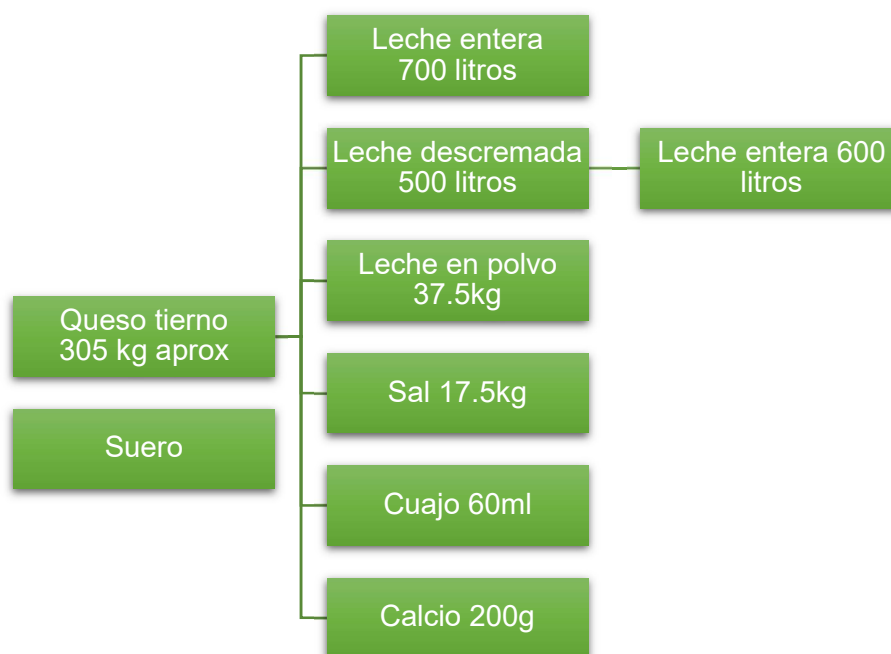 Leche entera
700 litros
Leche descremada
500 litros
Leche entera 600
litros
Leche en polvo
37.5kg
Queso tierno
305 kg aprox
Sal 17.5kg
Suero
Cuajo 60ml
Calcio 200g